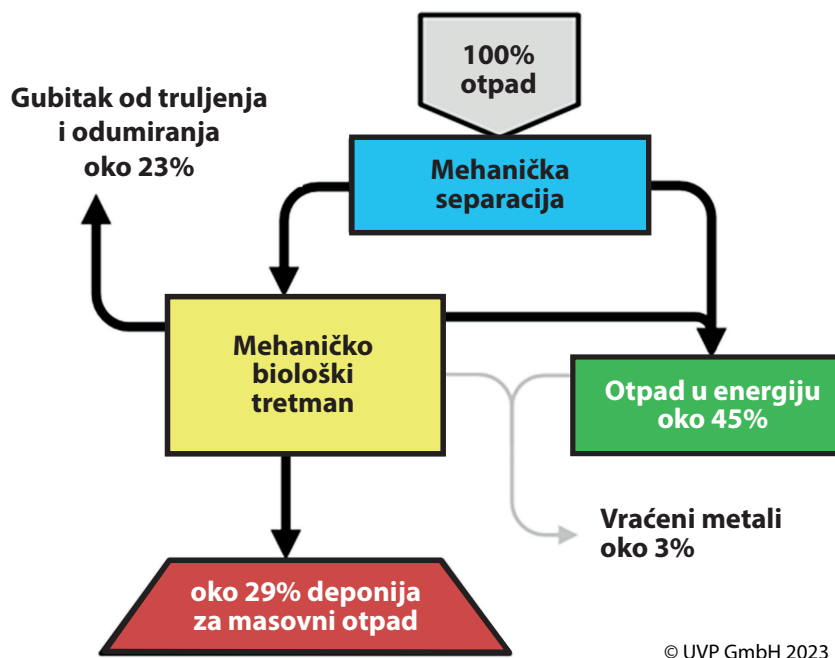 100%
otpad
Gubitak od truljenja
i odumiranja
oko 23%
Mehanička
separacija
Mehaničko
biološki
tretman
Otpad u energiju
oko 45%
Vraćeni metali
oko 3%
oko 29% deponija
za masovni otpad
© UVP GmbH 2023